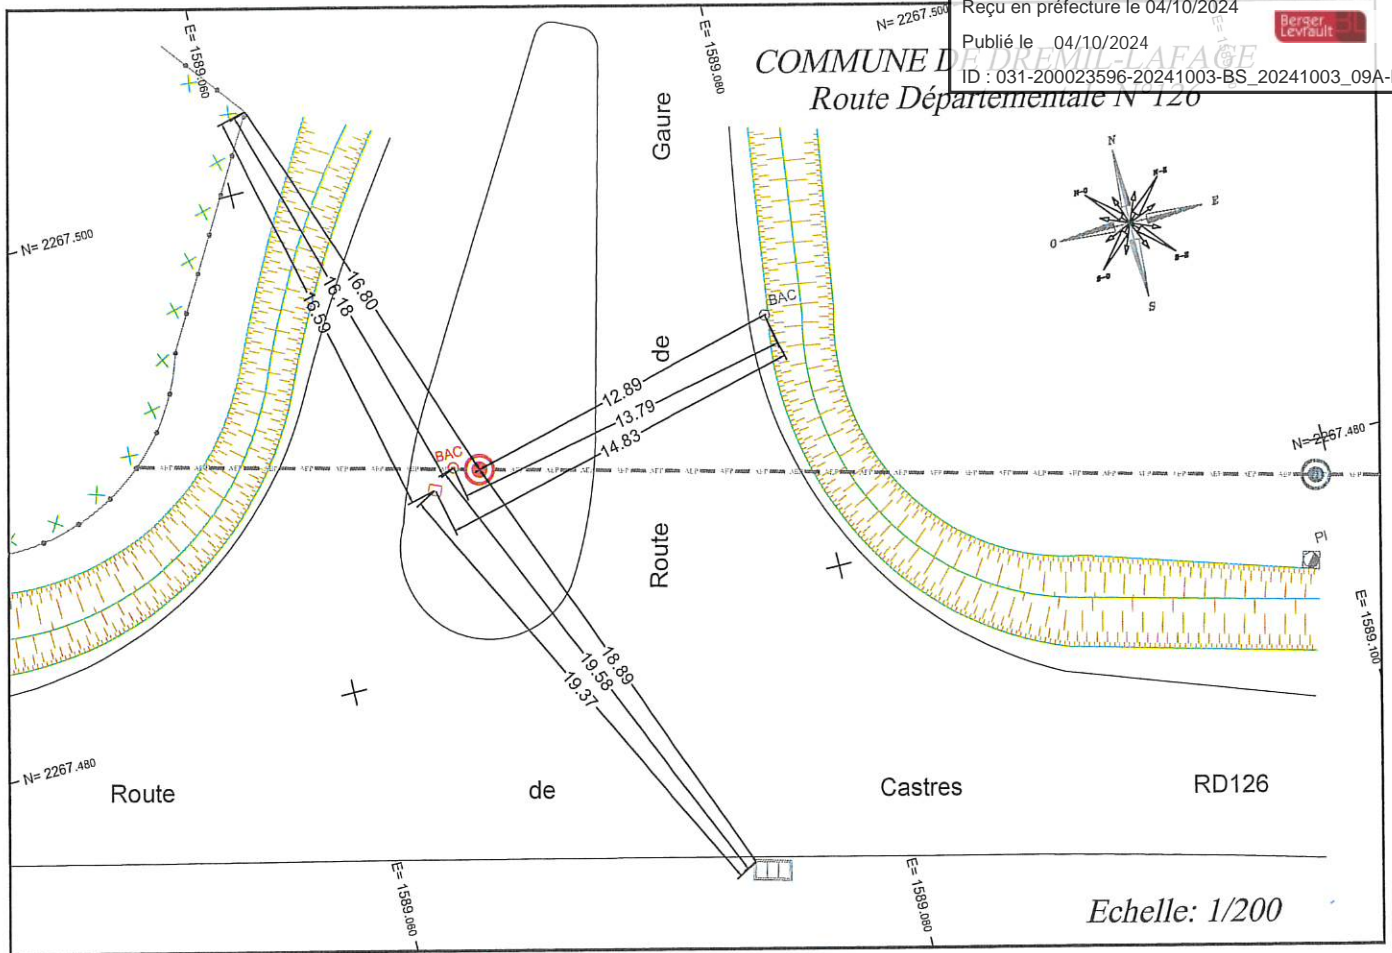 Reçu en préfecture le 04/10/2024
Publié le 04/10/2024
Berger
Levrault
ID : 031-200023596-20241003-BS_20241003_09A-
COMMUNE DE DREMIL-LAFAGE
Route Départementale N°126
E= 1589.060
E= 1589.080
N= 2267.500
N= 2267.500
Gaure
de
Route
N
N-E
E
S-E
S
S-O
O
N-O
16.80
16.18
16.59
BAC
12.89
13.79
14.83
BAC
N= 2267.480
PI
E= 1589.100
18.89
19.58
19.37
N= 2267.480
Route de Castres RD126
E= 1589.060
E= 1589.080
Echelle: 1/200